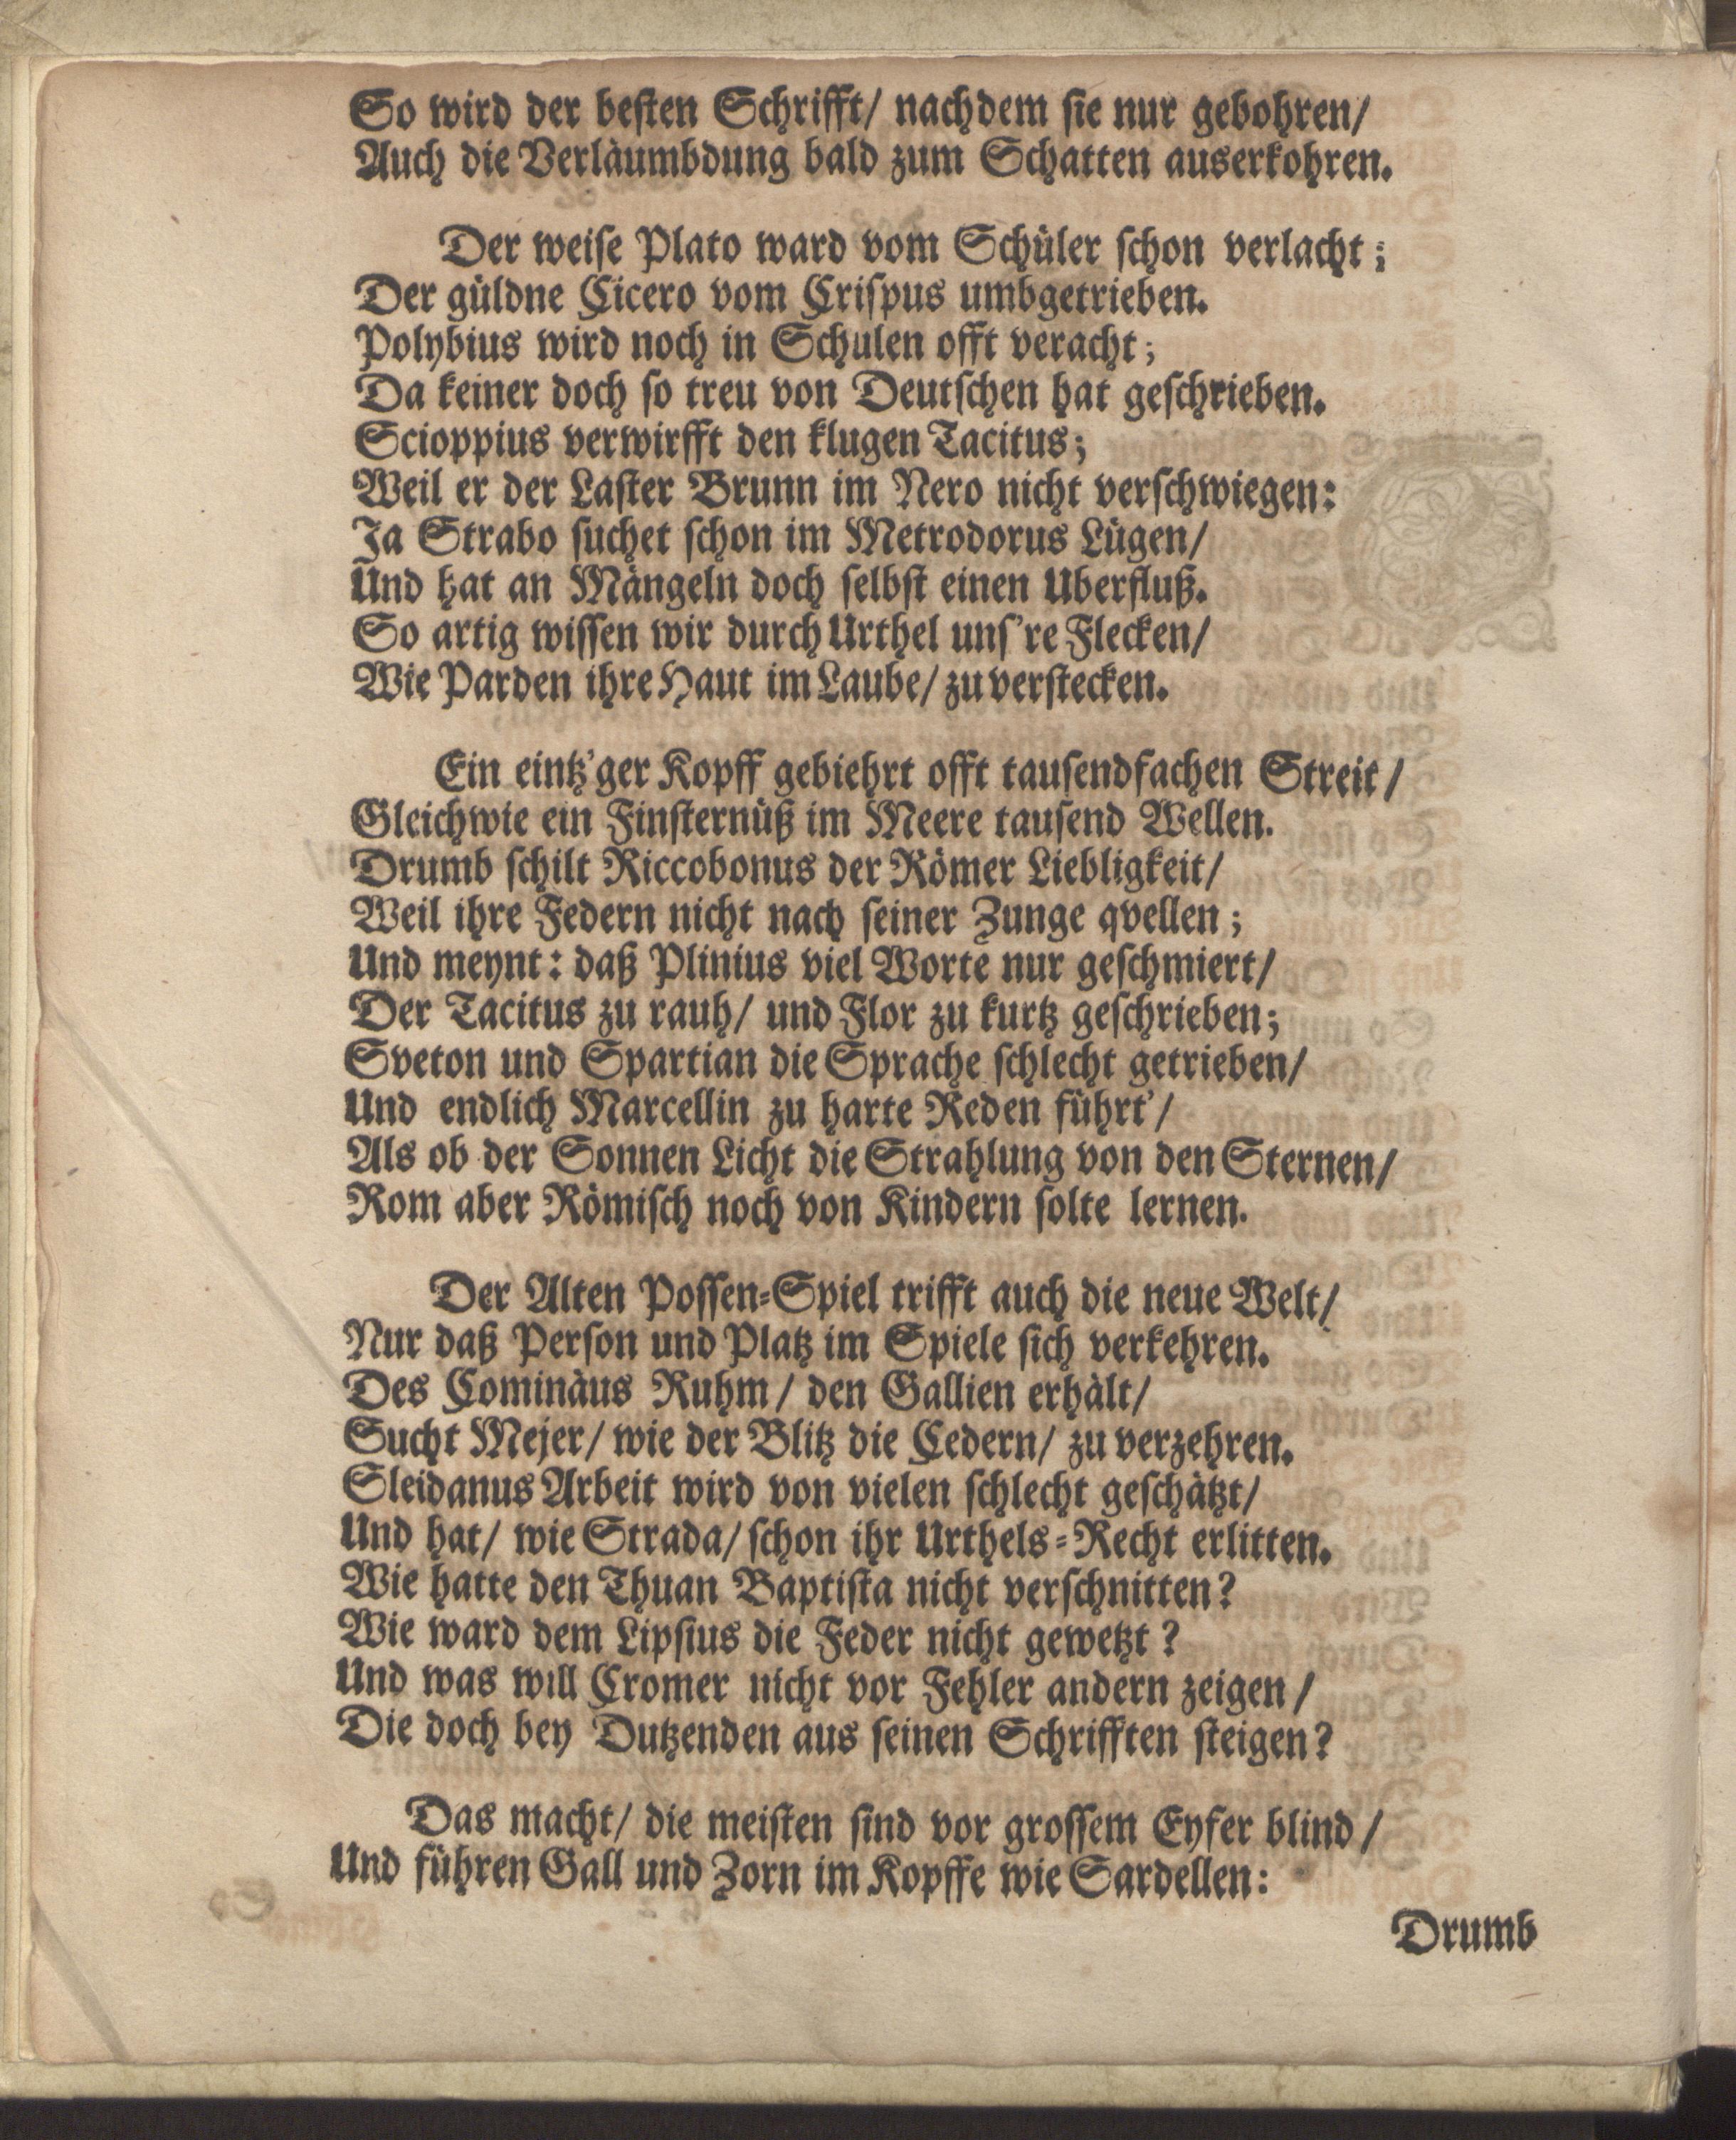 So wird der besten Schrifft/ nachdem sie nur gebohren/
Auch die Verläumbdung bald zum Schatten auserkohren.
Der weise Plato ward vom Schüler schon verlacht;
Der güldne Cicero vom Crispus umbgetrieben.
Polybius wird noch in Schulen offt veracht;
Da keiner doch so treu von Deutschen hat geschrieben.
Scioppius verwirfft den klugen Tacitus;
Weil er der Laster Brunn im Nero nicht verschwiegen:
Ja Strabo suchet schon im Metrodorus Lügen/
Und hat an Mängeln doch selbst einen Uberfluß.
So artig wissen wir durch Urthel uns're Flecken/
Wie Parden ihre Haut im Laube/ zu verstecken.
Ein eintz'ger Kopff gebiehrt offt tausendfachen Streit/
Gleichwie ein Finsternüß im Meere tausend Wellen.
Drumb schilt Riccobonus der Römer Liebligkeit/
Weil ihre Federn nicht nach seiner Zunge qvellen;
Und meynt: daß Plinius viel Worte nur geschmiert/
Der Tacitus zu rauh/ und Flor zu kurtz geschrieben;
Sveton und Spartian die Sprache schlecht getrieben/
Und endlich Marcellin zu harte Reden führt'/
Als ob der Sonnen Licht die Strahlung von den Sternen/
Rom aber Römisch noch von Kindern solte lernen.
Der Alten Possen-Spiel trifft auch die neue Welt/
Nur daß Person und Platz im Spiele sich verkehren.
Des Cominäus Ruhm/ den Gallien erhält/
Sucht Mejer/ wie der Blitz die Cedern/ zu verzehren.
Sleidanus Arbeit wird von vielen schlecht geschätzt/
Und hat/ wie Strada/ schon ihr Urthels-Recht erlitten.
Wie hatte den Thuan Baptista nicht verschnitten?
Wie ward dem Lipsius die Feder nicht gewetzt?
Und was will Cromer nicht vor Fehler andern zeigen/
Die doch bey Dutzenden aus seinen Schrifften steigen?
Das macht/ die meisten sind vor grossem Eyfer blind/
Und führen Gall und Zorn im Kopffe wie Sardellen:
Drumb